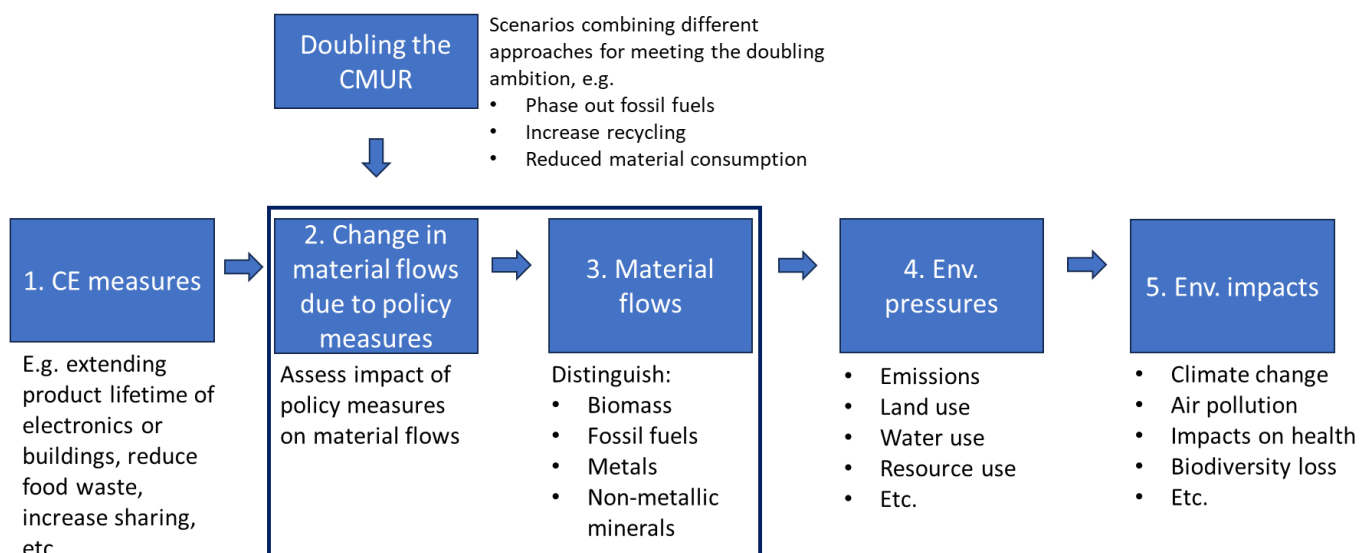 Doubling the
CMUR
Scenarios combining different
approaches for meeting the doubling
ambition, e.g.
• Phase out fossil fuels
• Increase recycling
• Reduced material consumption
1. CE measures
E.g. extending
product lifetime of
electronics or
buildings, reduce
food waste,
increase sharing,
etc
2. Change in
material flows
due to policy
measures
Assess impact of
policy measures
on material flows
3. Material
flows
Distinguish:
• Biomass
• Fossil fuels
• Metals
• Non-metallic
minerals
4. Env.
pressures
• Emissions
• Land use
• Water use
• Resource use
• Etc.
5. Env. impacts
• Climate change
• Air pollution
• Impacts on health
• Biodiversity loss
• Etc.